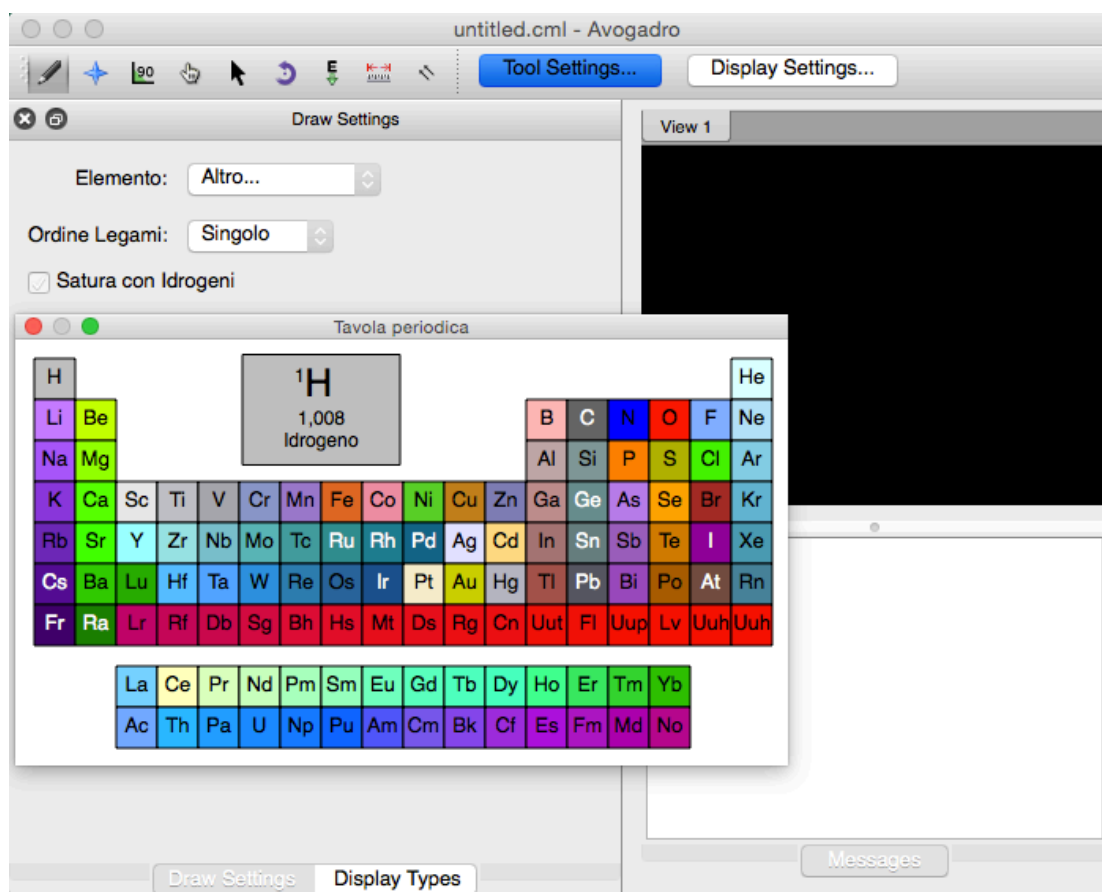 untitled.cml - Avogadro
90 E Tool Settings... Display Settings...
Draw Settings
View 1
Elemento: Altro...
Ordine Legami: Singolo
Satura con Idrogeni
Tavola periodica
1H
1,008
Idrogeno
H He
Li Be B C N O F Ne
Na Mg Al Si P S Cl Ar
K Ca Sc Ti V Cr Mn Fe Co Ni Cu Zn Ga Ge As Se Br Kr
Rb Sr Y Zr Nb Mo Tc Ru Rh Pd Ag Cd In Sn Sb Te I Xe
Cs Ba Lu Hf Ta W Re Os Ir Pt Au Hg Tl Pb Bi Po At Rn
Fr Ra Lr Rf Db Sg Bh Hs Mt Ds Rg Cn Uut Fl Uup Lv Uuh Uuh
La Ce Pr Nd Pm Sm Eu Gd Tb Dy Ho Er Tm Yb
Ac Th Pa U Np Pu Am Cm Bk Cf Es Fm Md No
Messages
Draw Settings Display Types